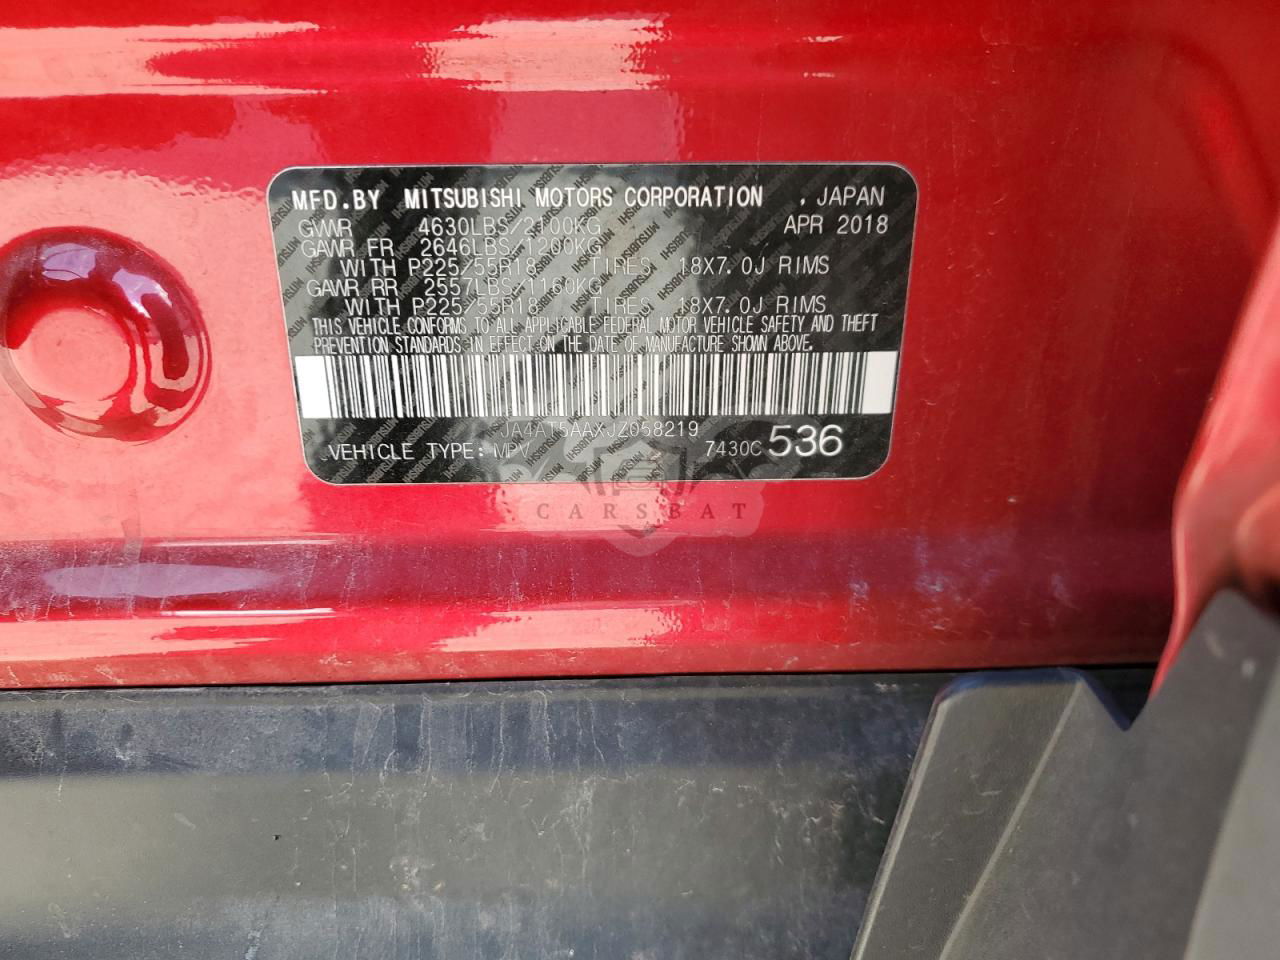 MFD.BY MITSUBISHI MOTORS CORPORATION , JAPAN
GVWR 4630LBS/2100KG APR 2018
GAWR FR 2646LBS/1200KG
WITH P225/55R18 TIRES 18X7.0J RIMS
GAWR RR 2557LBS/1160KG
WITH P225/55R18 TIRES 18X7.0J RIMS
THIS VEHICLE CONFORMS TO ALL APPLICABLE FEDERAL MOTOR VEHICLE SAFETY AND THEFT
PREVENTION STANDARDS IN EFFECT ON THE DATE OF MANUFACTURE SHOWN ABOVE.
JA4AT5AAXJZ058219
VEHICLE TYPE: MPV 7430C 536
CARSBAT